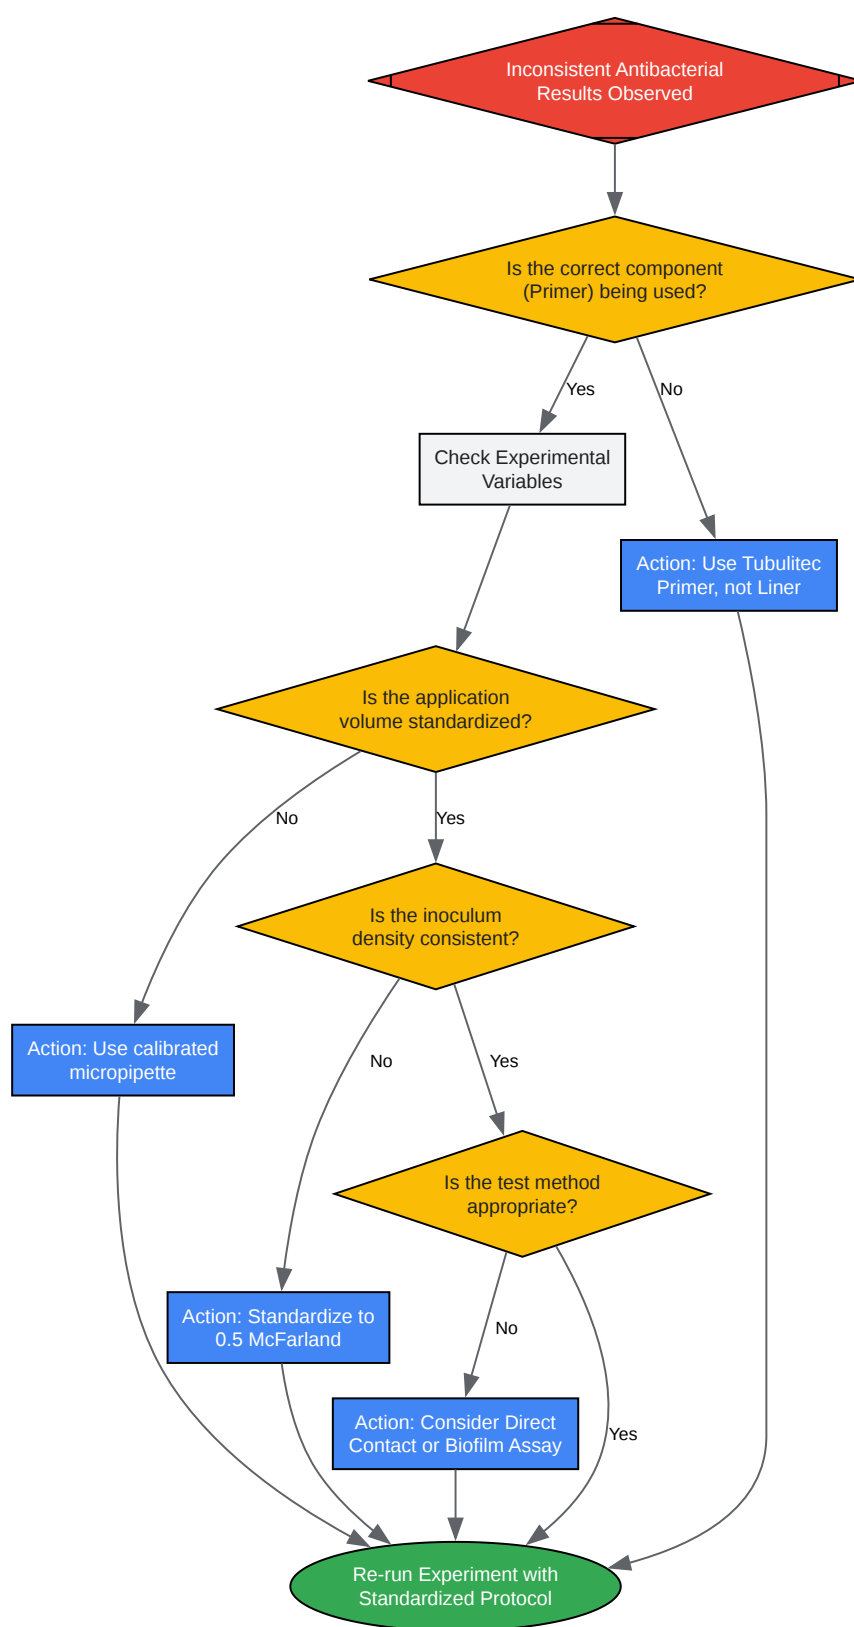 Inconsistent Antibacterial
Results Observed
Is the correct component
(Primer) being used?
Yes
No
Check Experimental
Variables
Action: Use Tubulitec
Primer, not Liner
Is the application
volume standardized?
No
Yes
Is the inoculum
density consistent?
Action: Use calibrated
micropipette
No
Yes
Is the test method
appropriate?
Action: Standardize to
0.5 McFarland
No
Action: Consider Direct
Contact or Biofilm Assay
Yes
Re-run Experiment with
Standardized Protocol